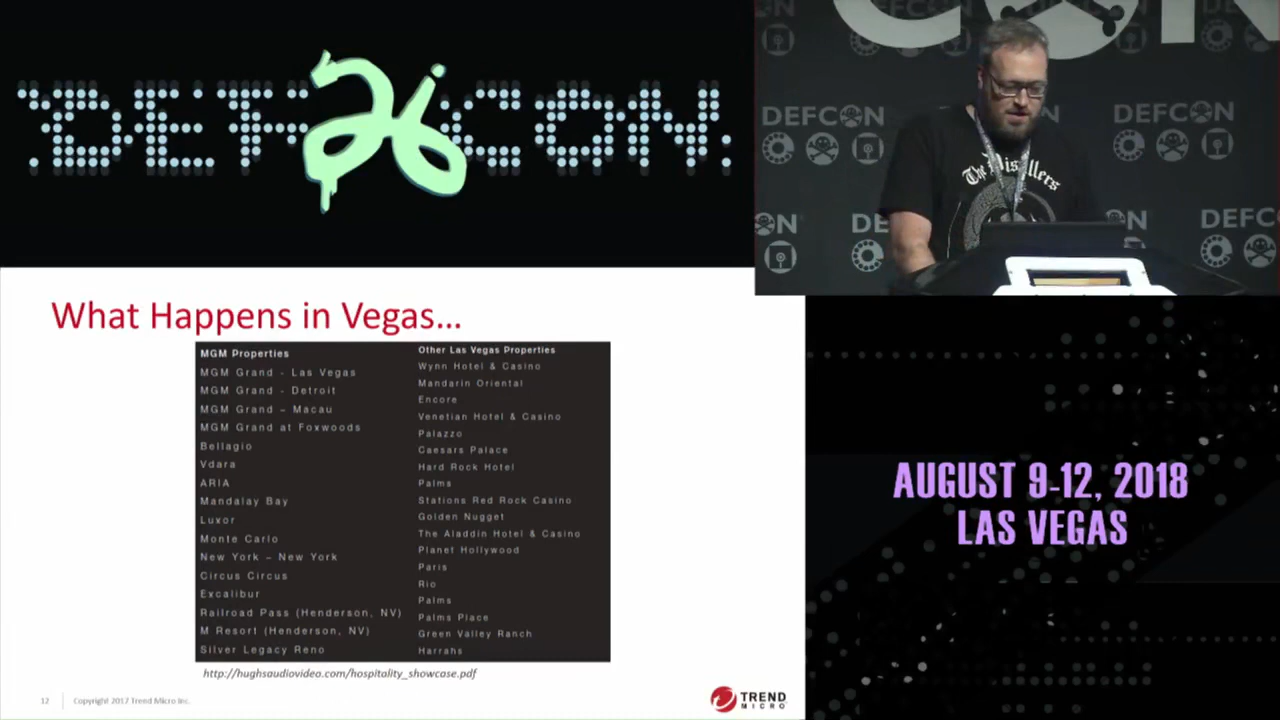 DEFCON
26
CON
DEFCON
DEFCON
The Distillers
DEFCON
What Happens in Vegas...
MGM Properties
MGM Grand - Las Vegas
MGM Grand - Detroit
MGM Grand – Macau
MGM Grand at Foxwoods
Bellagio
Vdara
ARIA
Mandalay Bay
Luxor
Monte Carlo
New York – New York
Circus Circus
Excalibur
Railroad Pass (Henderson, NV)
M Resort (Henderson, NV)
Silver Legacy Reno
Other Las Vegas Properties
Wynn Hotel & Casino
Mandarin Oriental
Encore
Venetian Hotel & Casino
Palazzo
Caesars Palace
Hard Rock Hotel
Palms
Stations Red Rock Casino
Golden Nugget
The Aladdin Hotel & Casino
Planet Hollywood
Paris
Rio
Palms
Palms Place
Green Valley Ranch
Harrahs
http://hughsaudiovideo.com/hospitality_showcase.pdf
12
Copyright 2017 Trend Micro Inc.
TREND
MICRO
AUGUST 9-12, 2018
LAS VEGAS